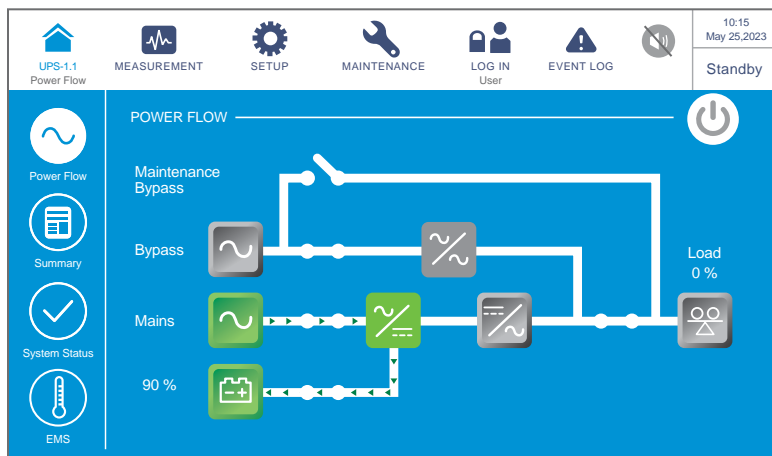 UPS-1.1
Power Flow
MEASUREMENT
SETUP
MAINTENANCE
LOG IN
User
EVENT LOG
10:15
May 25,2023
Standby
Power Flow
Summary
System Status
EMS
POWER FLOW
Maintenance
Bypass
Bypass
Load
0 %
Mains
90 %